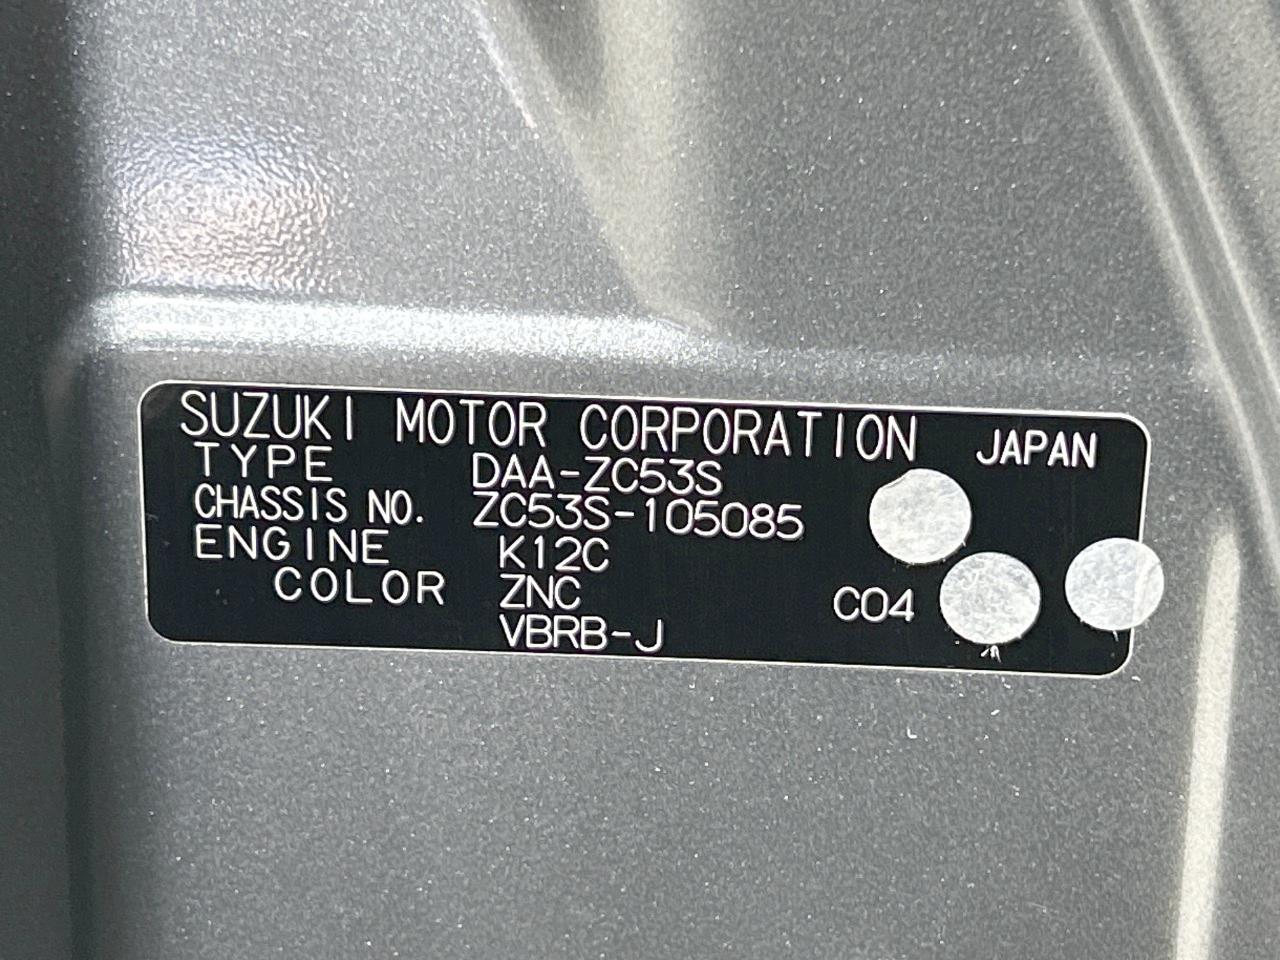 SUZUKI MOTOR CORPORATION JAPAN
TYPE DAA-ZC53S
CHASSIS NO. ZC53S-105085
ENGINE K12C
COLOR ZNC C04
VBRB-J